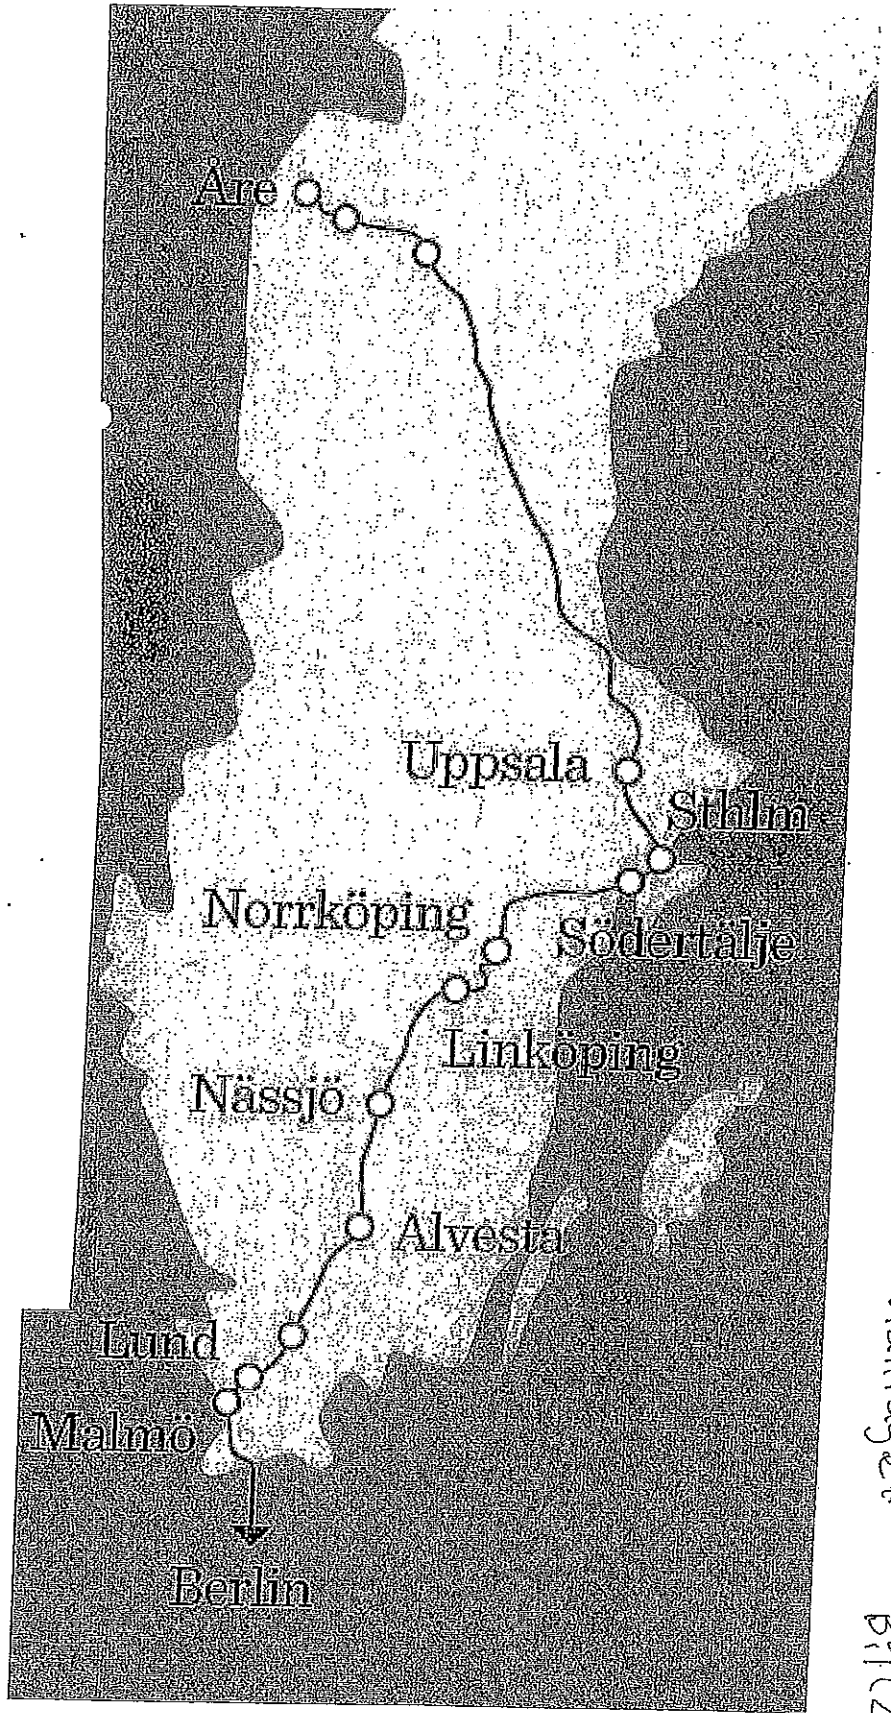 Åre
Uppsala
Sthlm
Norrköping
Södertälje
Linköping
Nässjö
Alvesta
Lund
Malmö
Berlin